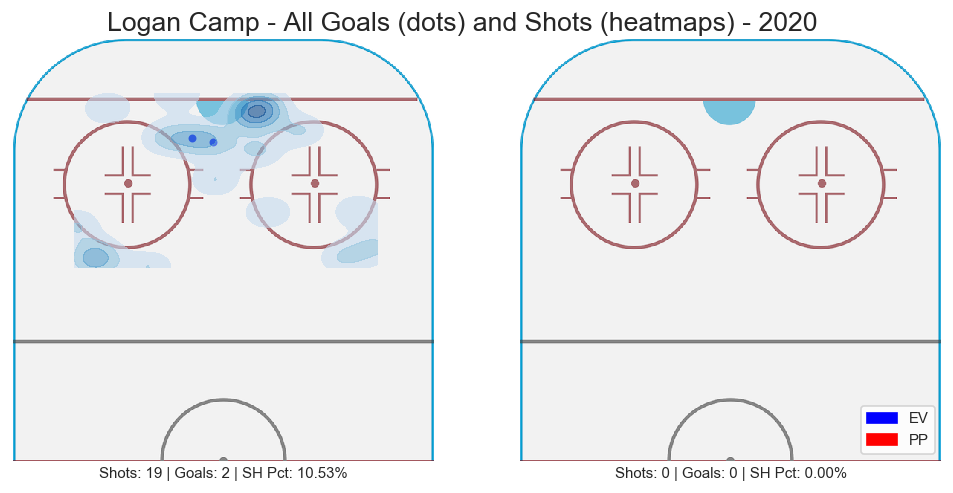 Logan Camp - All Goals (dots) and Shots (heatmaps) - 2020
EV
PP
Shots: 19 | Goals: 2 | SH Pct: 10.53%
Shots: 0 | Goals: 0 | SH Pct: 0.00%